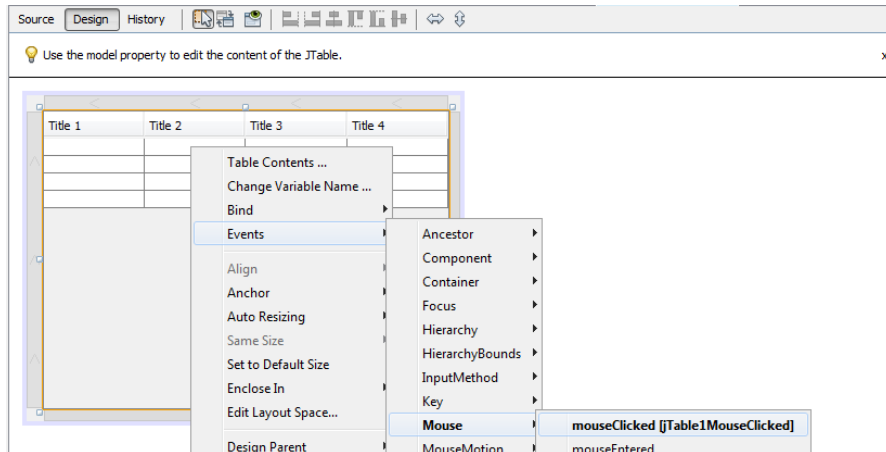 Source Design History
Use the model property to edit the content of the JTable.
x
Title 1 Title 2 Title 3 Title 4
Table Contents ...
Change Variable Name ...
Bind
Events
Align
Anchor
Auto Resizing
Same Size
Set to Default Size
Enclose In
Edit Layout Space...
Design Parent
Ancestor
Component
Container
Focus
Hierarchy
HierarchyBounds
InputMethod
Key
Mouse
MouseMotion
mouseClicked [jTable1MouseClicked]
mouseEntered